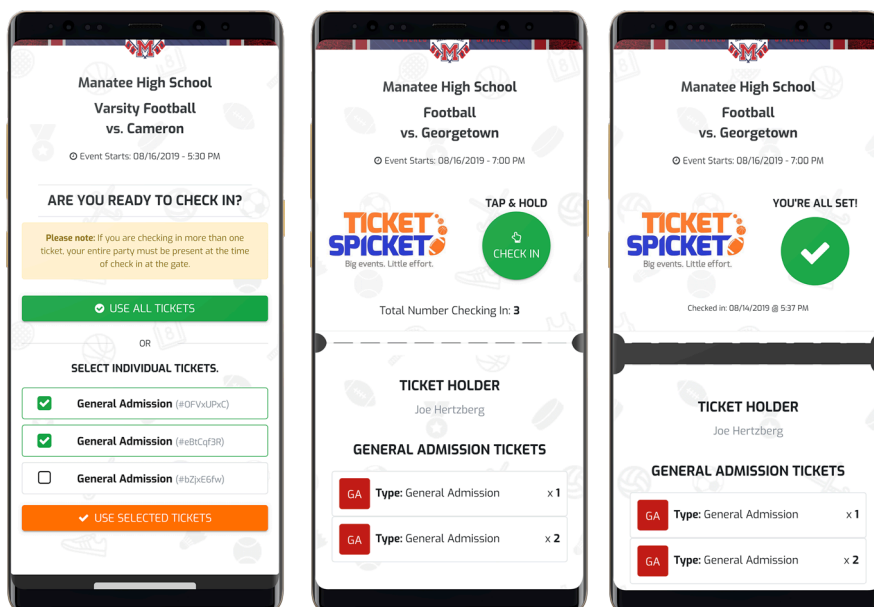 M
Manatee High School
Varsity Football
vs. Cameron
Event Starts: 08/16/2019 - 5:30 PM
ARE YOU READY TO CHECK IN?
Please note: If you are checking in more than one
ticket, your entire party must be present at the time
of check in at the gate.
USE ALL TICKETS
OR
SELECT INDIVIDUAL TICKETS.
General Admission (#OFVxUPxC)
General Admission (#eBtCqf3R)
General Admission (#bZjxE6fw)
USE SELECTED TICKETS
M
Manatee High School
Football
vs. Georgetown
Event Starts: 08/16/2019 - 7:00 PM
TICKET
SPICKET
Big events. Little effort.
TAP & HOLD
CHECK IN
Total Number Checking In: 3
TICKET HOLDER
Joe Hertzberg
GENERAL ADMISSION TICKETS
GA Type: General Admission x 1
GA Type: General Admission x 2
M
Manatee High School
Football
vs. Georgetown
Event Starts: 08/16/2019 - 7:00 PM
TICKET
SPICKET
Big events. Little effort.
YOU'RE ALL SET!
Checked in: 08/14/2019 @ 5:37 PM
TICKET HOLDER
Joe Hertzberg
GENERAL ADMISSION TICKETS
GA Type: General Admission x 1
GA Type: General Admission x 2